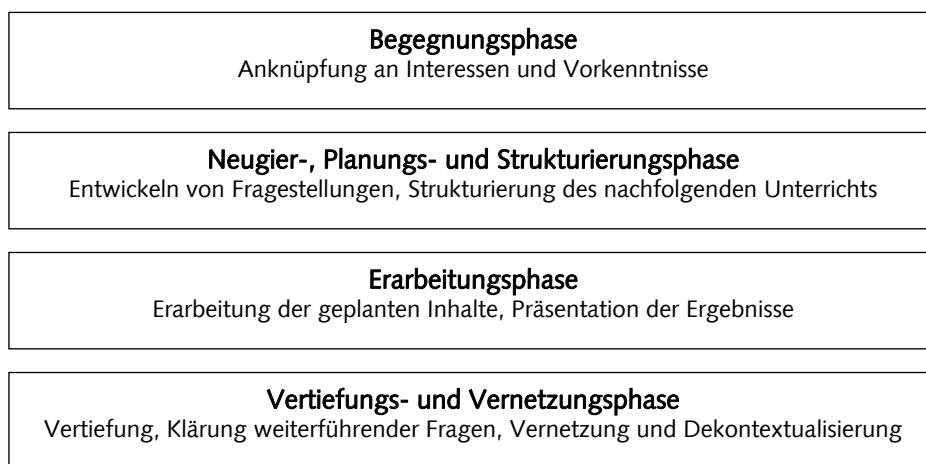 Begegnungsphase
Anknüpfung an Interessen und Vorkenntnisse
Neugier-, Planungs- und Strukturierungsphase
Entwickeln von Fragestellungen, Strukturierung des nachfolgenden Unterrichts
Erarbeitungsphase
Erarbeitung der geplanten Inhalte, Präsentation der Ergebnisse
Vertiefungs- und Vernetzungsphase
Vertiefung, Klärung weiterführender Fragen, Vernetzung und Dekontextualisierung